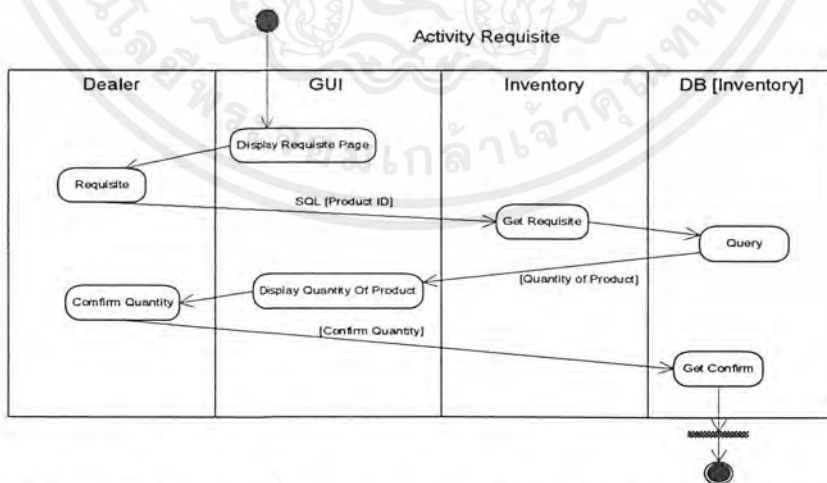 Activity Requisite
Dealer
GUI
Inventory
DB [Inventory]
Display Requisite Page
Requisite
SQL [Product ID]
Get Requisite
Query
[Quantity of Product]
Display Quantity Of Product
Comfirm Quantity
[Confirm Quantity]
Get Confirm